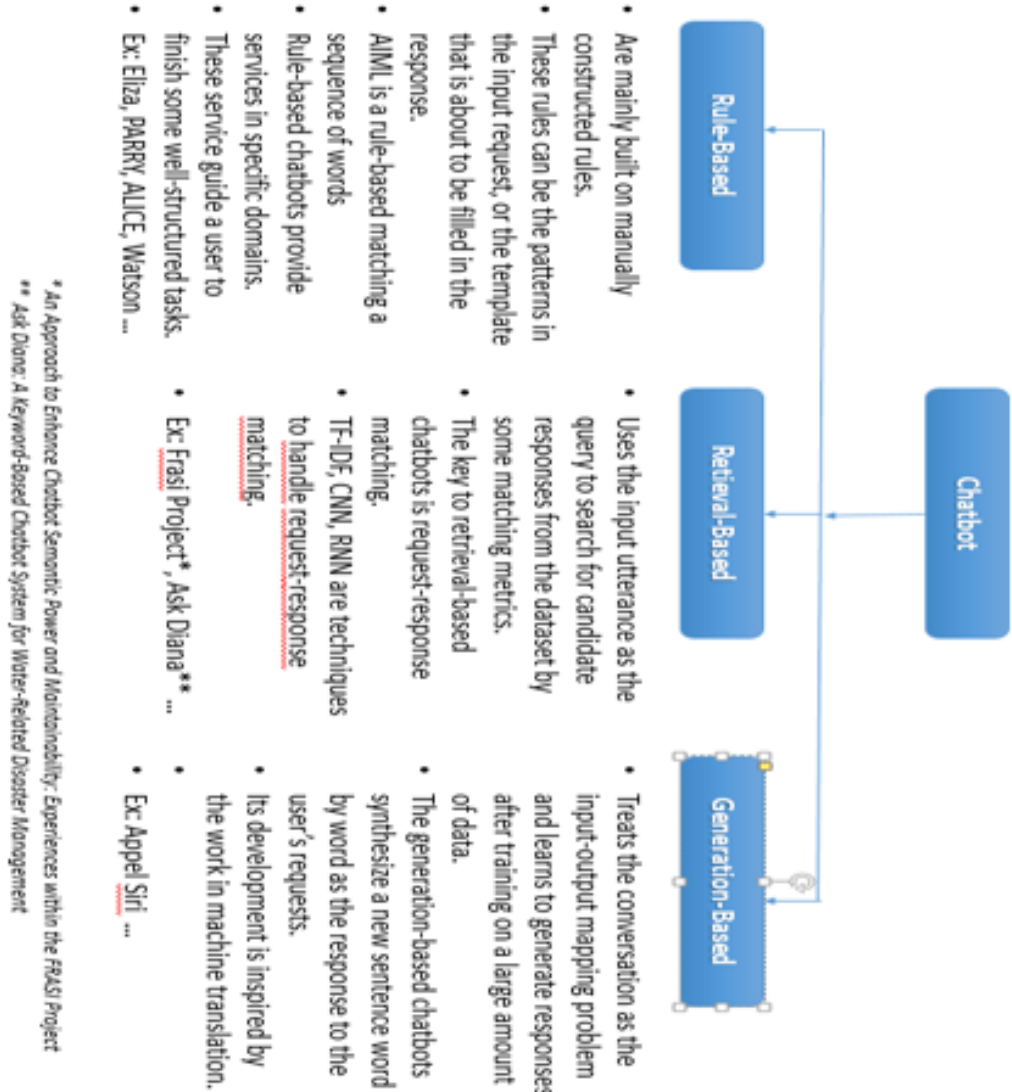 Chatbot
Rule-Based
Retrieval-Based
Generation-Based
• Are mainly built on manually
constructed rules.
• These rules can be the patterns in
the input request, or the template
that is about to be filled in the
response.
• AIML is a rule-based matching a
sequence of words
• Rule-based chatbots provide
services in specific domains.
• These service guide a user to
finish some well-structured tasks.
• Ex: Eliza, PARRY, ALICE, Watson ...
• Uses the input utterance as the
query to search for candidate
responses from the dataset by
some matching metrics.
• The key to retrieval-based
chatbots is request-response
matching.
• TF-IDF, CNN, RNN are techniques
to handle request-response
matching.
• Ex: Frasi Project*, Ask Diana** ...
• Treats the conversation as the
input-output mapping problem
and learns to generate responses
after training on a large amount
of data.
• The generation-based chatbots
synthesize a new sentence word
by word as the response to the
user's requests.
• Its development is inspired by
the work in machine translation.
•
• Ex: Appel Siri ...
* An Approach to Enhance Chatbot Semantic Power and Maintainability: Experiences within the FRASI Project
** Ask Diana: A Keyword-Based Chatbot System for Water-Related Disaster Management